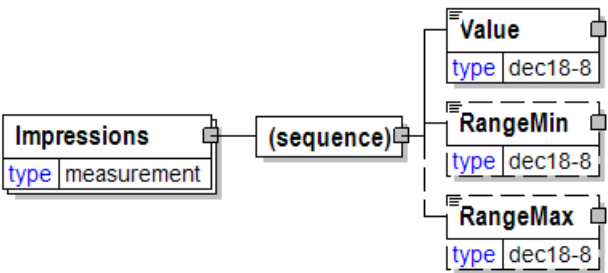 Impressions
type measurement
(sequence)
Value
type dec18-8
RangeMin
type dec18-8
RangeMax
type dec18-8